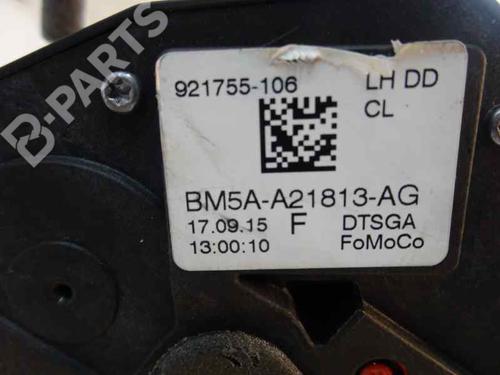 B-PARTS
921755-106 LH DD
CL
BM5A-A21813-AG
17.09.15 F DTSGA
13:00:10 FoMoCo